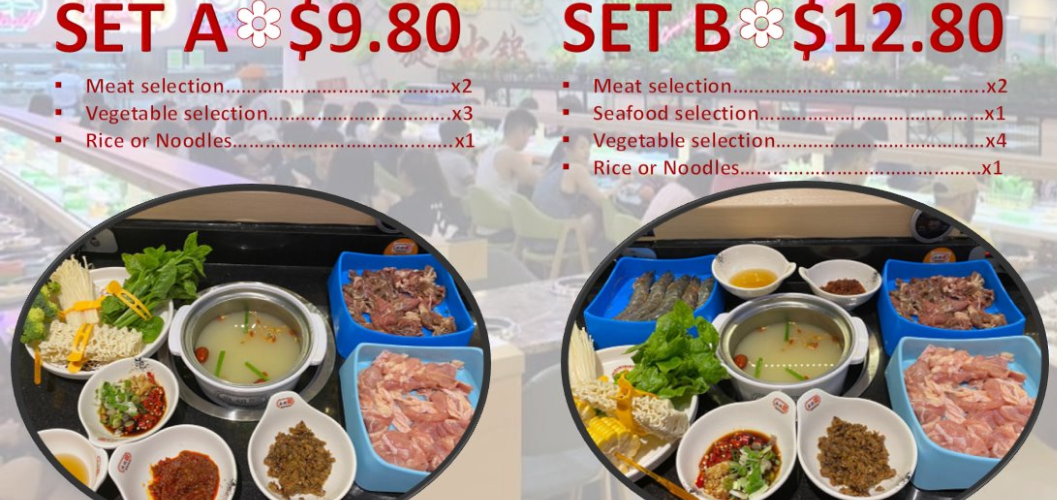 SET A $9.80
Meat selection..........................................x2
Vegetable selection..................................x3
Rice or Noodles.........................................x1
SET B $12.80
Meat selection..............................................x2
Seafood selection.........................................x1
Vegetable selection......................................x4
Rice or Noodles............................................x1